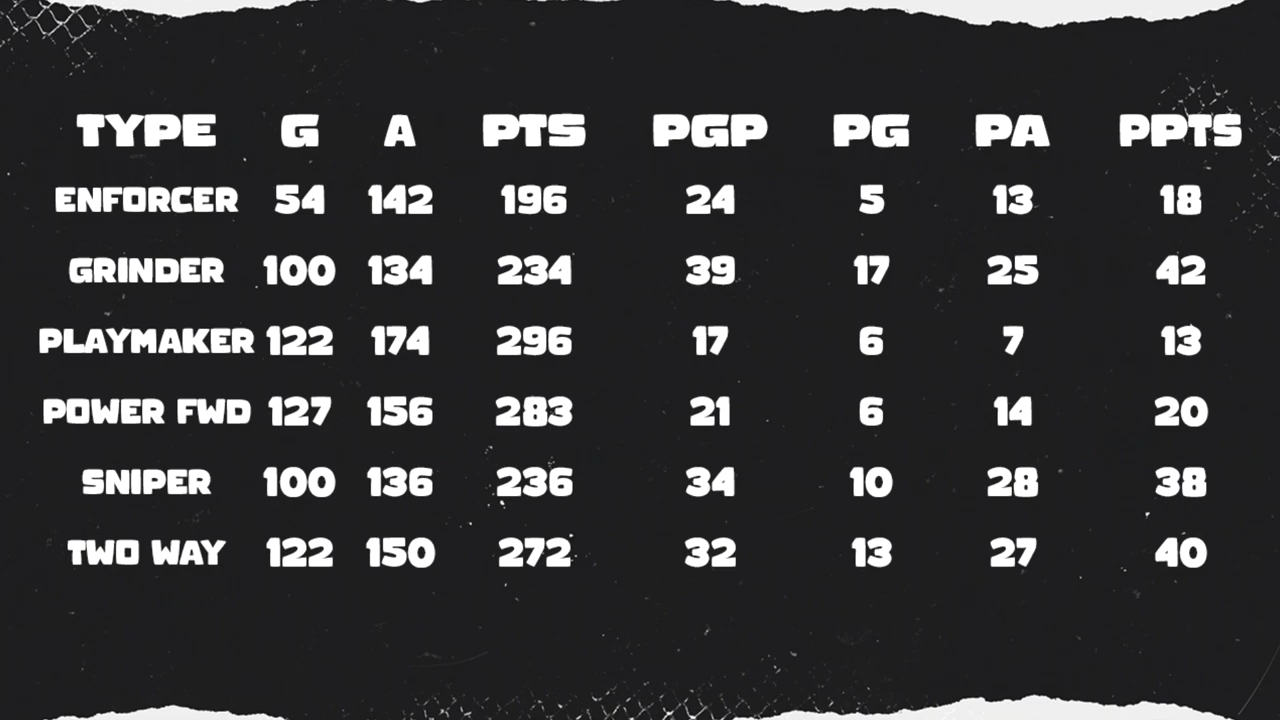 TYPE G A PTS PGP PG PA PPTS
ENFORCER 54 142 196 24 5 13 18
GRINDER 100 134 234 39 17 25 42
PLAYMAKER 122 174 296 17 6 7 13
POWER FWD 127 156 283 21 6 14 20
SNIPER 100 136 236 34 10 28 38
TWO WAY 122 150 272 32 13 27 40